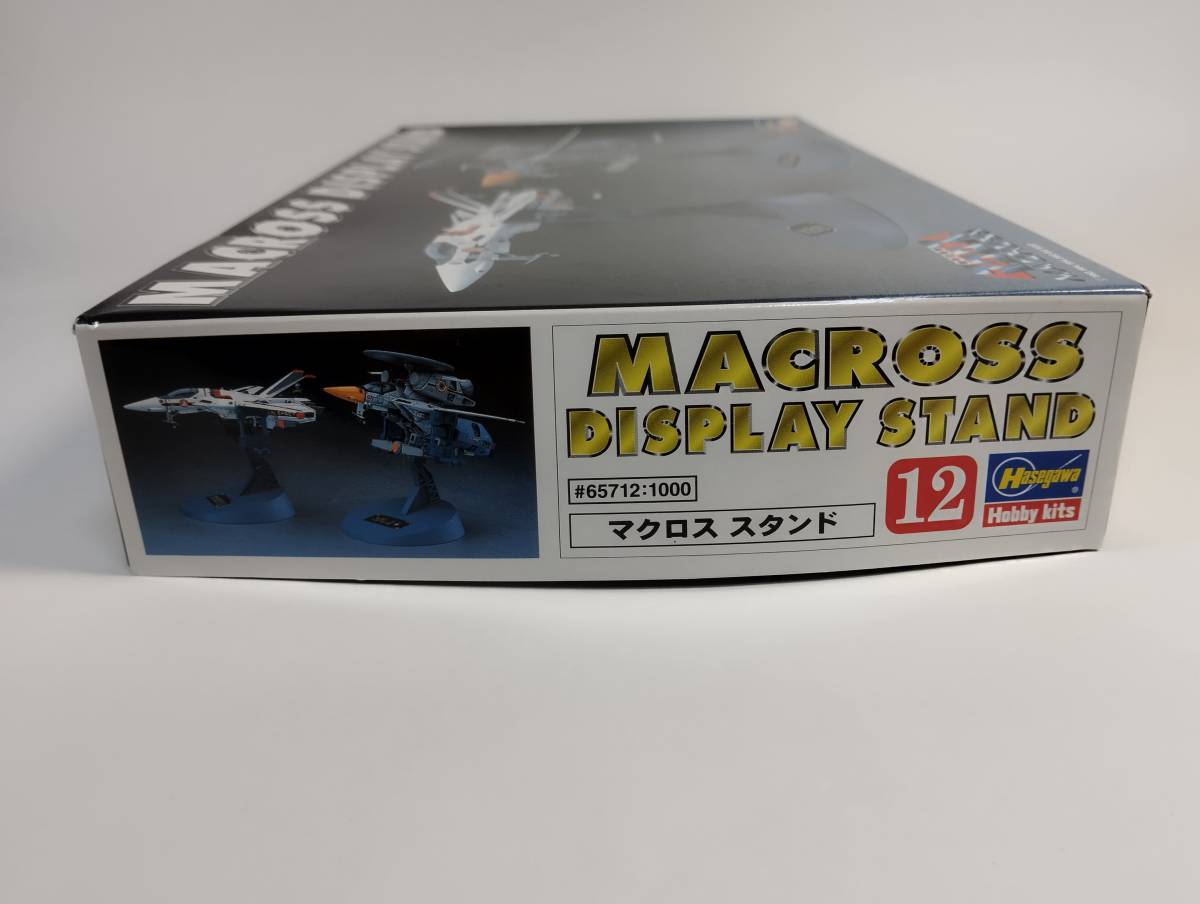 MACROSS DISPLAY STAND
MACROSS
DISPLAY STAND
#65712:1000
マクロス スタンド
12
Hasegawa
Hobby kits